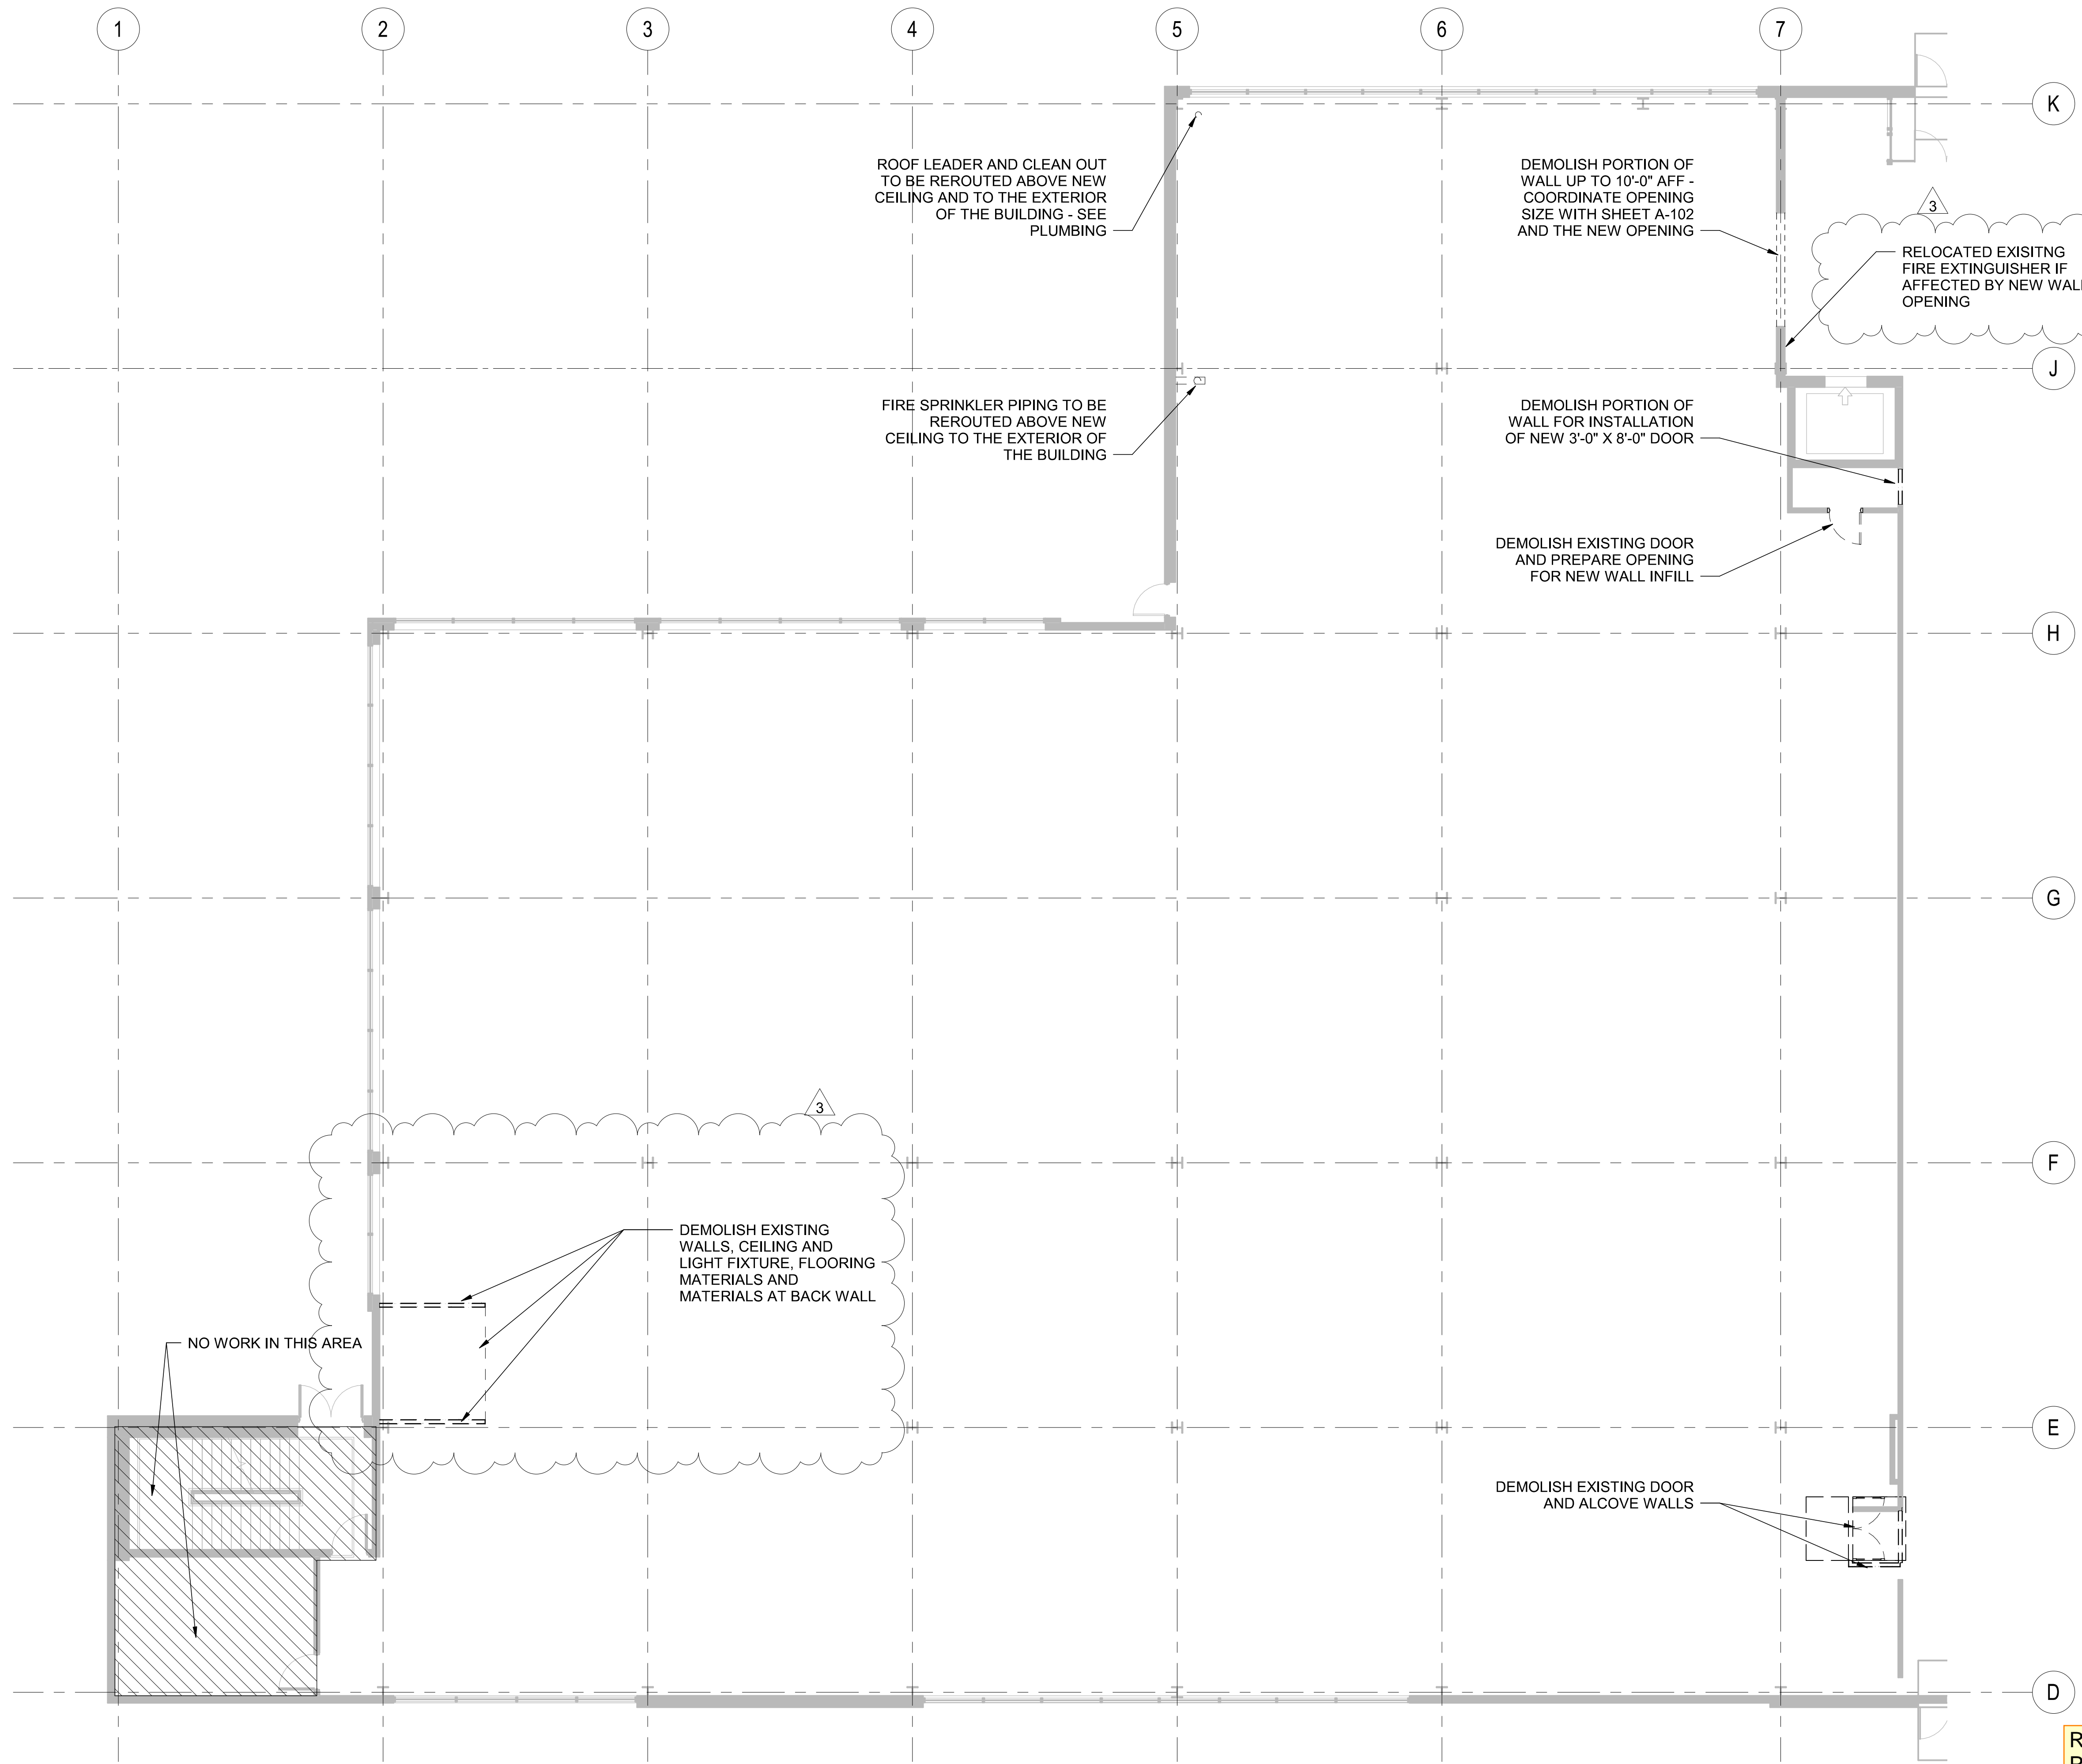 1
2
3
4
5
6
7
K
ROOF LEADER AND CLEAN OUT
TO BE REROUTED ABOVE NEW
CEILING AND TO THE EXTERIOR
OF THE BUILDING - SEE
PLUMBING
DEMOLISH PORTION OF
WALL UP TO 10'-0" AFF -
COORDINATE OPENING
SIZE WITH SHEET A-102
AND THE NEW OPENING
3
RELOCATED EXISITNG
FIRE EXTINGUISHER IF
AFFECTED BY NEW WAL
OPENING
J
FIRE SPRINKLER PIPING TO BE
REROUTED ABOVE NEW
CEILING TO THE EXTERIOR OF
THE BUILDING
DEMOLISH PORTION OF
WALL FOR INSTALLATION
OF NEW 3'-0" X 8'-0" DOOR
DEMOLISH EXISTING DOOR
AND PREPARE OPENING
FOR NEW WALL INFILL
H
G
3
F
DEMOLISH EXISTING
WALLS, CEILING AND
LIGHT FIXTURE, FLOORING
MATERIALS AND
MATERIALS AT BACK WALL
NO WORK IN THIS AREA
E
DEMOLISH EXISTING DOOR
AND ALCOVE WALLS
D